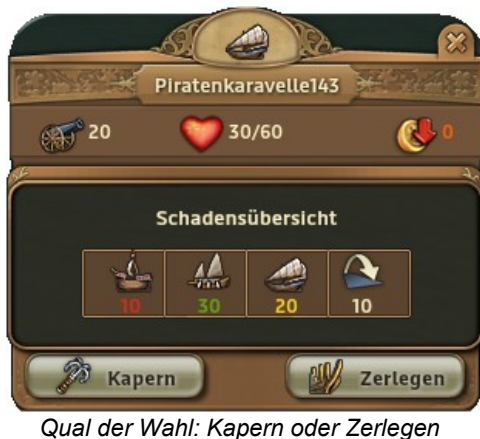 Piratenkaravelle143
20 30/60 0
Schadensübersicht
10 30 20 10
Kapern Zerlegen
Qual der Wahl: Kapern oder Zerlegen